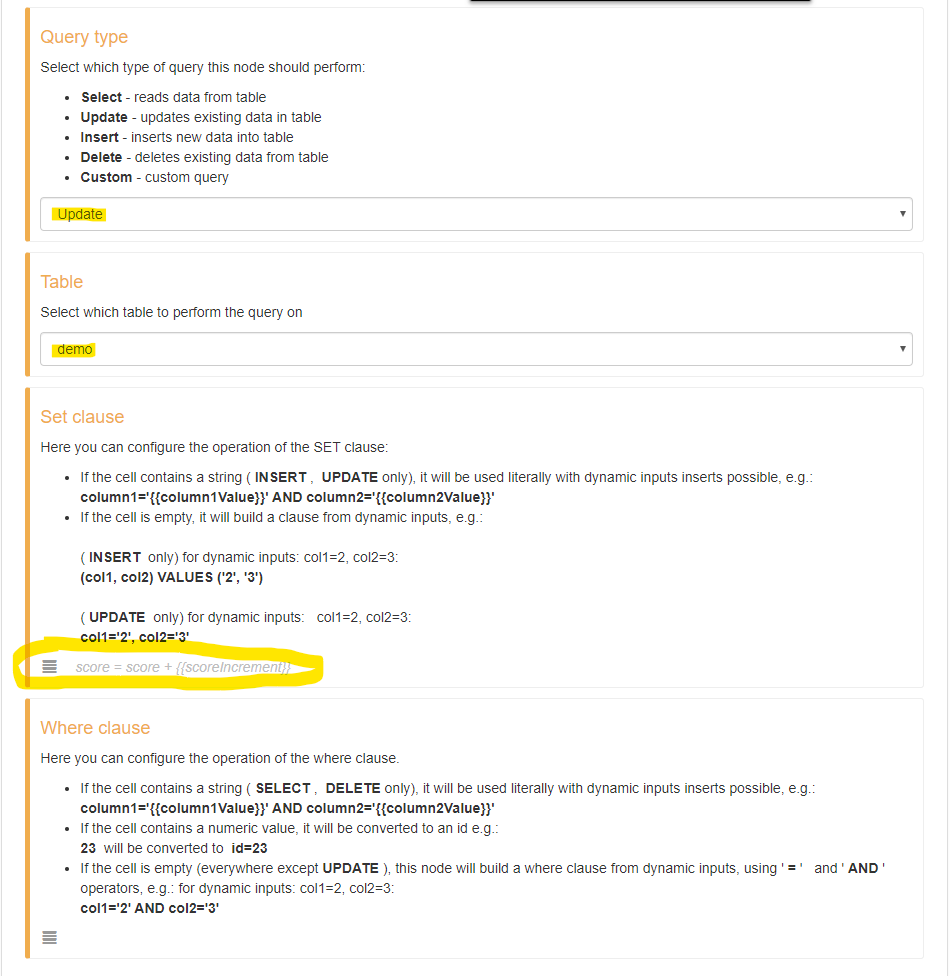 Query type
Select which type of query this node should perform:
• Select - reads data from table
• Update - updates existing data in table
• Insert - inserts new data into table
• Delete - deletes existing data from table
• Custom - custom query
Update
Table
Select which table to perform the query on
demo
Set clause
Here you can configure the operation of the SET clause:
• If the cell contains a string ( INSERT , UPDATE only), it will be used literally with dynamic inputs inserts possible, e.g.:
column1='{{column1Value}}' AND column2='{{column2Value}}'
• If the cell is empty, it will build a clause from dynamic inputs, e.g.:
( INSERT only) for dynamic inputs: col1=2, col2=3:
(col1, col2) VALUES ('2', '3')
( UPDATE only) for dynamic inputs: col1=2, col2=3:
col1='2', col2='3'
score = score + {{scoreIncrement}}
Where clause
Here you can configure the operation of the where clause.
• If the cell contains a string ( SELECT , DELETE only), it will be used literally with dynamic inputs inserts possible, e.g.:
column1='{{column1Value}}' AND column2='{{column2Value}}'
• If the cell contains a numeric value, it will be converted to an id e.g.:
23 will be converted to id=23
• If the cell is empty (everywhere except UPDATE ), this node will build a where clause from dynamic inputs, using ' = ' and ' AND '
operators, e.g.: for dynamic inputs: col1=2, col2=3:
col1='2' AND col2='3'